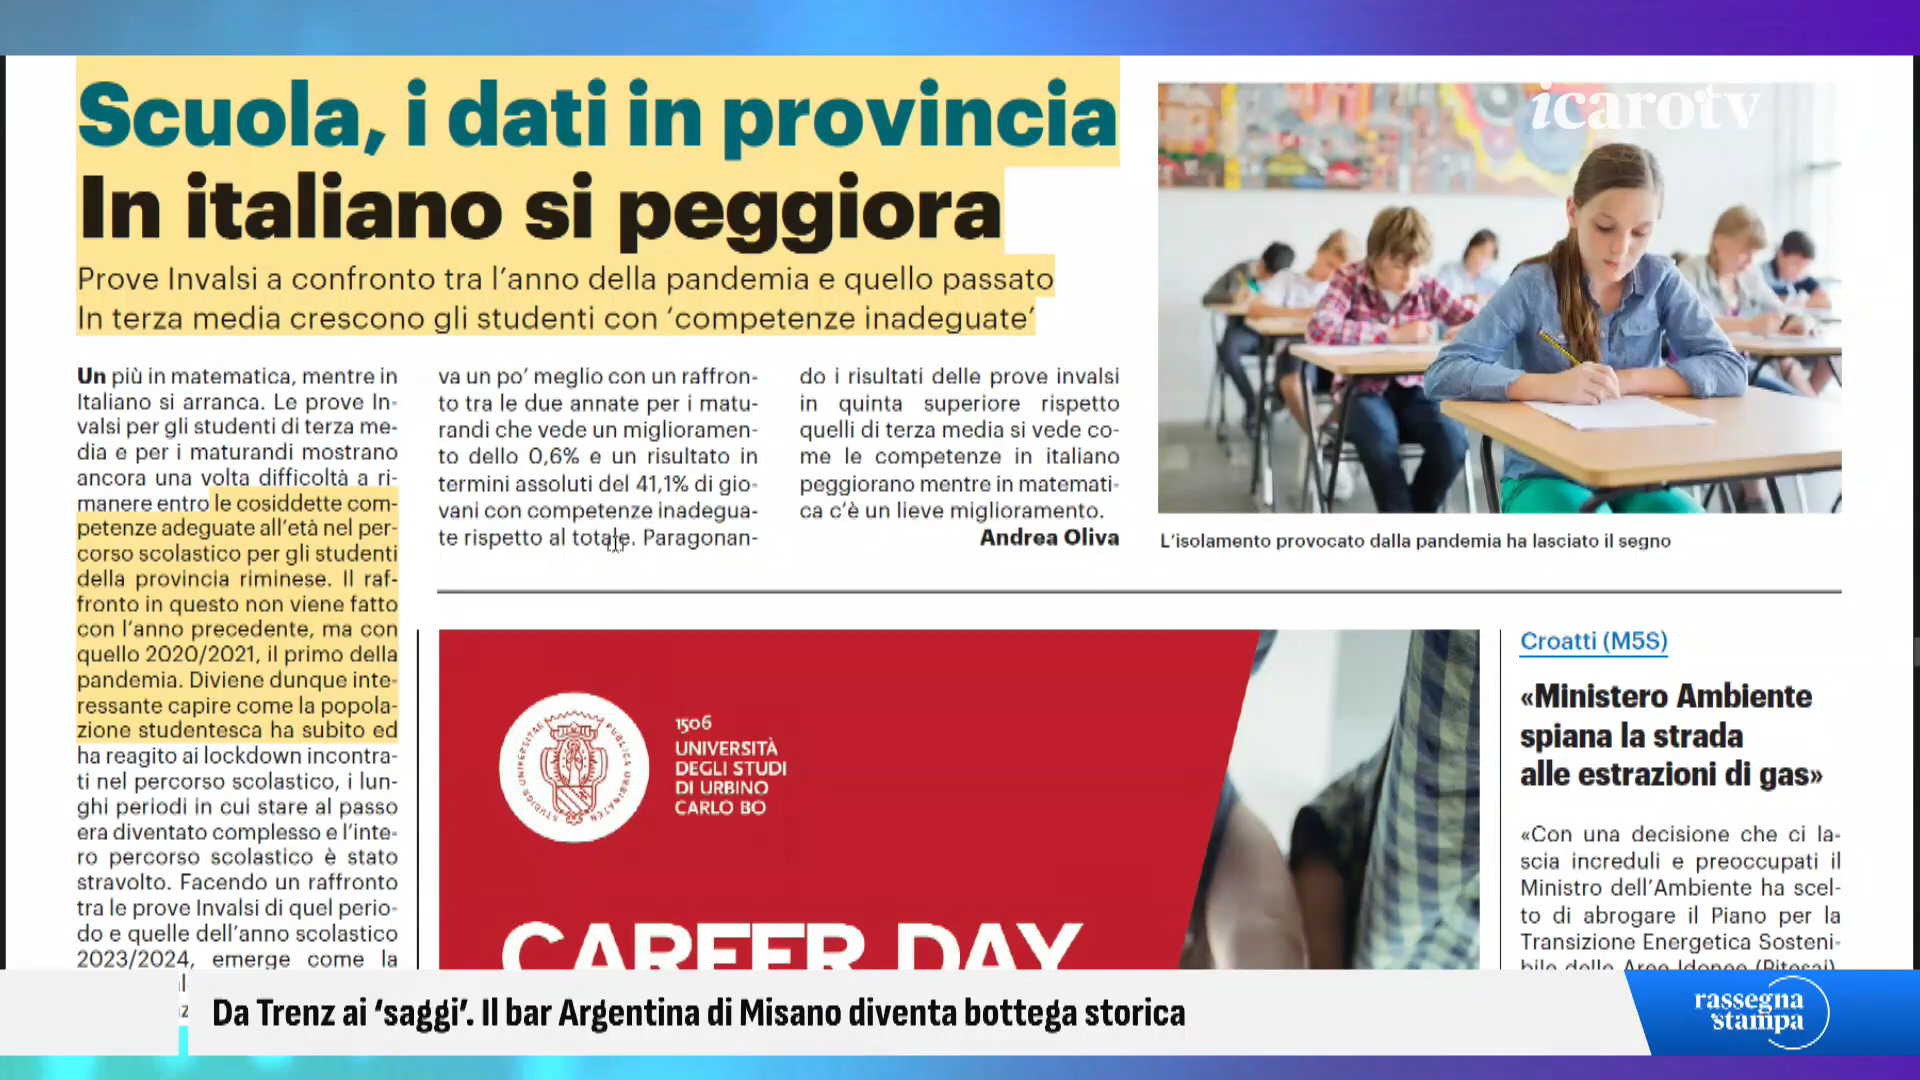 icarotv
Scuola, i dati in provincia
In italiano si peggiora
Prove Invalsi a confronto tra l’anno della pandemia e quello passato
In terza media crescono gli studenti con ‘competenze inadeguate’
Un più in matematica, mentre in
Italiano si arranca. Le prove In-
valsi per gli studenti di terza me-
dia e per i maturandi mostrano
ancora una volta difficoltà a ri-
manere entro le cosiddette com-
petenze adeguate all’età nel per-
corso scolastico per gli studenti
della provincia riminese. Il raf-
fronto in questo non viene fatto
con l’anno precedente, ma con
quello 2020/2021, il primo della
pandemia. Diviene dunque inte-
ressante capire come la popola-
zione studentesca ha subito ed
ha reagito ai lockdown incontra-
ti nel percorso scolastico, i lun-
ghi periodi in cui stare al passo
era diventato complesso e l’inte-
ro percorso scolastico è stato
stravolto. Facendo un raffronto
tra le prove Invalsi di quel perio-
do e quelle dell’anno scolastico
2023/2024, emerge come la
va un po’ meglio con un raffron-
to tra le due annate per i matu-
randi che vede un miglioramen-
to dello 0,6% e un risultato in
termini assoluti del 41,1% di gio-
vani con competenze inadegua-
te rispetto al totale. Paragonan-
do i risultati delle prove invalsi
in quinta superiore rispetto
quelli di terza media si vede co-
me le competenze in italiano
peggiorano mentre in matemati-
ca c’è un lieve miglioramento.
Andrea Oliva
L’isolamento provocato dalla pandemia ha lasciato il segno
1506
UNIVERSITÀ
DEGLI STUDI
DI URBINO
CARLO BO
CAREER DAY
Croatti (M5S)
«Ministero Ambiente
spiana la strada
alle estrazioni di gas»
«Con una decisione che ci la-
scia increduli e preoccupati il
Ministro dell’Ambiente ha scel-
to di abrogare il Piano per la
Transizione Energetica Sosteni-
bile delle Aree Idonee (Pitesai),
Da Trenz ai ‘saggi’. Il bar Argentina di Misano diventa bottega storica
rassegna
stampa